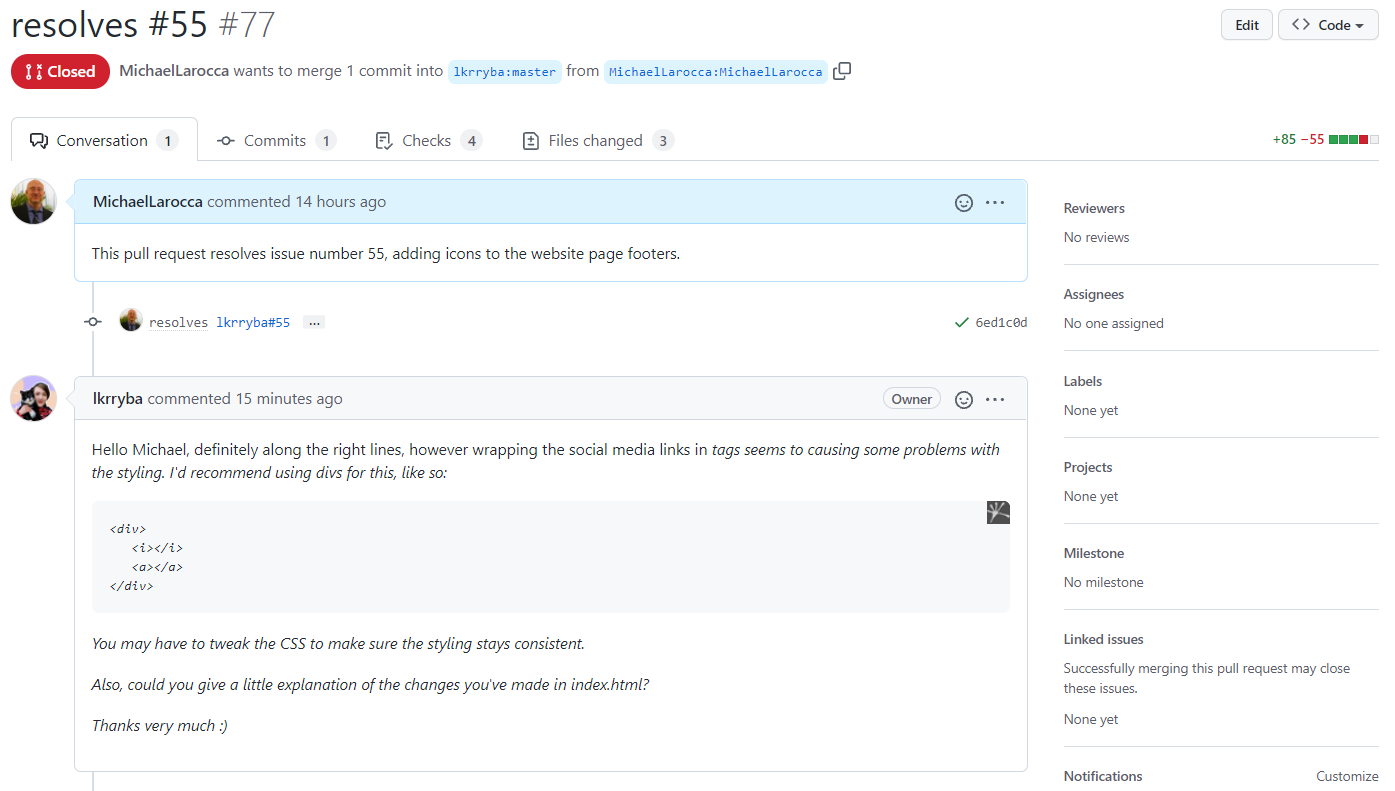 resolves #55 #77
Edit
Code
Closed
MichaelLarocca wants to merge 1 commit into lkrryba:master from MichaelLarocca:MichaelLarocca
Conversation 1
Commits 1
Checks 4
Files changed 3
+85 −55
MichaelLarocca commented 14 hours ago
This pull request resolves issue number 55, adding icons to the website page footers.
resolves lkrryba#55 ...
6ed1c0d
lkrryba commented 15 minutes ago
Owner
Hello Michael, definitely along the right lines, however wrapping the social media links in tags seems to causing some problems with
the styling. I'd recommend using divs for this, like so:
<div>
<i></i>
<a></a>
</div>
You may have to tweak the CSS to make sure the styling stays consistent.
Also, could you give a little explanation of the changes you've made in index.html?
Thanks very much :)
Reviewers
No reviews
Assignees
No one assigned
Labels
None yet
Projects
None yet
Milestone
No milestone
Linked issues
Successfully merging this pull request may close
these issues.
None yet
Notifications
Customize